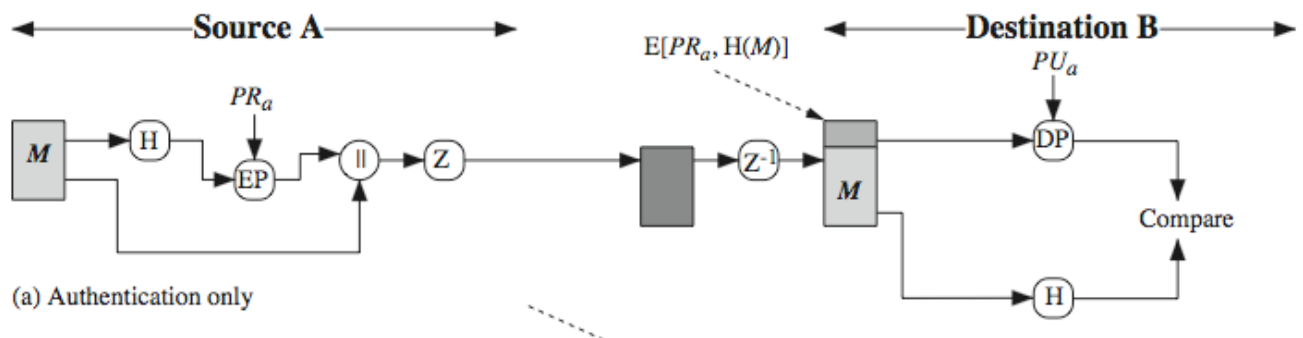 Source A
Destination B
E[PRa, H(M)]
PUa
PRa
M
H
EP
||
Z
Z-1
M
DP
Compare
H
(a) Authentication only